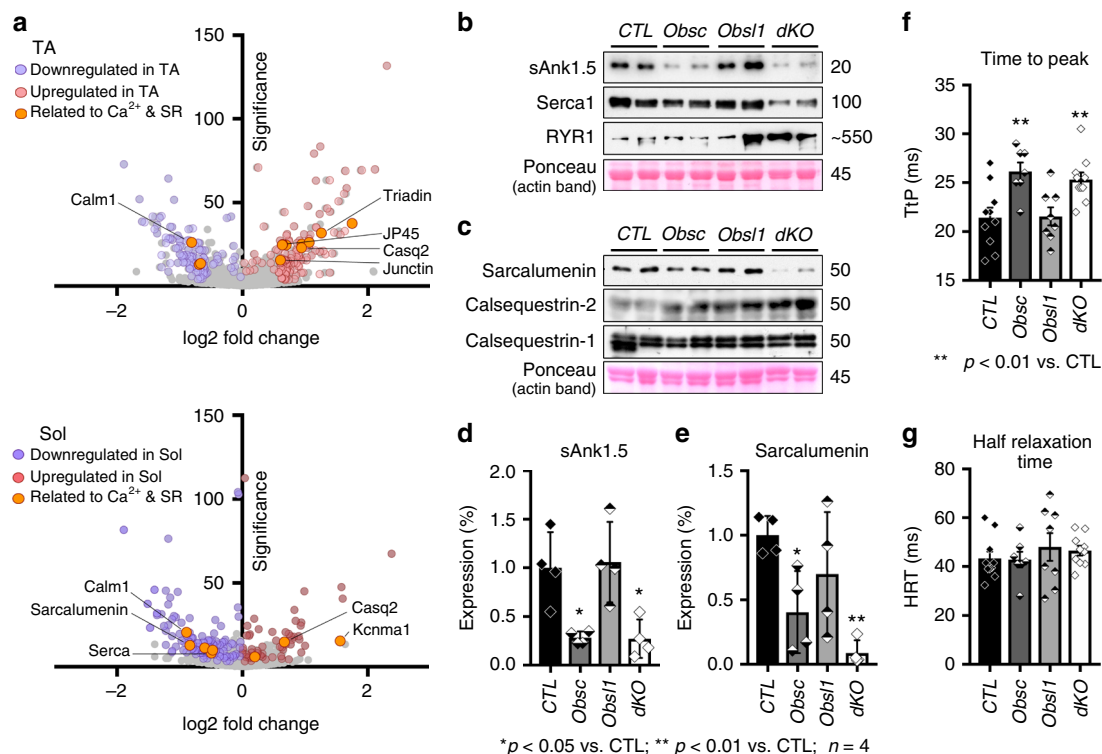 a
TA
Downregulated in TA
Upregulated in TA
Related to Ca2+ & SR
150
100
50
Significance
Calm1
Triadin
JP45
Casq2
Junctin
−2
0
2
log2 fold change
Sol
Downregulated in Sol
Upregulated in Sol
Related to Ca2+ & SR
150
100
50
Significance
Calm1
Sarcalumenin
Serca
Casq2
Kcnma1
−2
0
2
log2 fold change
b
CTL Obsc Obsl1 dKO
sAnk1.5 20
Serca1 100
RYR1 ~550
Ponceau 45
(actin band)
c
CTL Obsc Obsl1 dKO
Sarcalumenin 50
Calsequestrin-2 50
Calsequestrin-1 50
Ponceau 45
(actin band)
d
sAnk1.5
Expression (%)
2.0
1.5
1.0
0.5
0.0
*
*
CTL Obsc Obsl1 dKO
e
Sarcalumenin
Expression (%)
1.5
1.0
0.5
0.0
*
**
CTL Obsc Obsl1 dKO
*p < 0.05 vs. CTL; ** p < 0.01 vs. CTL; n = 4
f
Time to peak
TtP (ms)
35
30
25
20
15
**
**
CTL Obsc Obsl1 dKO
** p < 0.01 vs. CTL
g
Half relaxation
time
HRT (ms)
80
60
40
20
0
CTL Obsc Obsl1 dKO